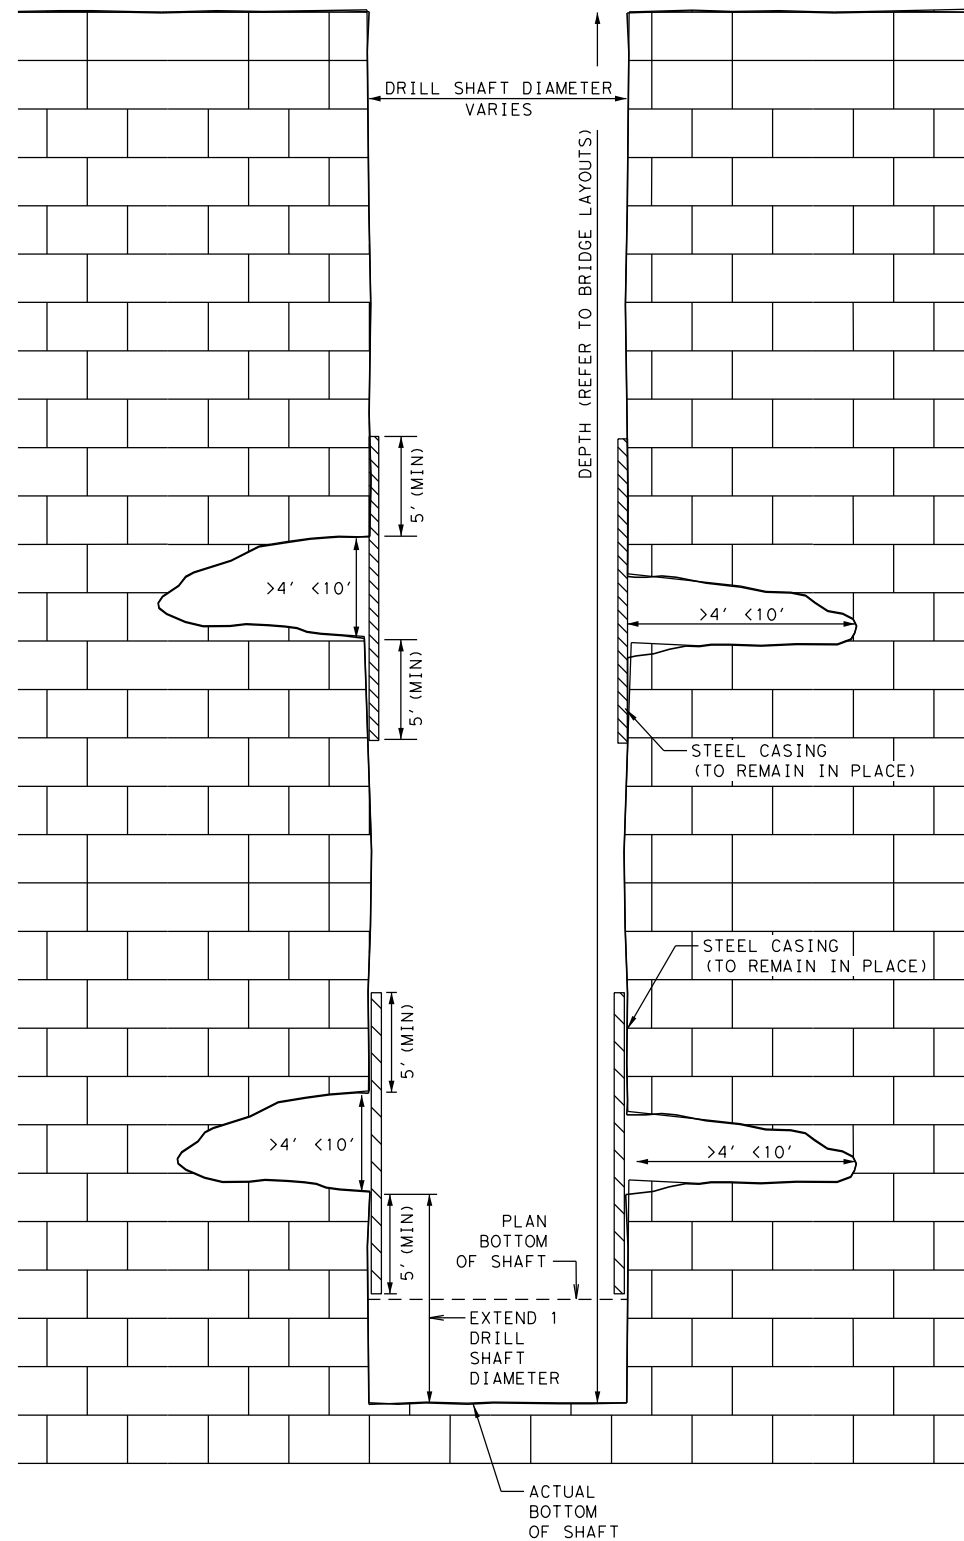 DRILL SHAFT DIAMETER
VARIES
DEPTH (REFER TO BRIDGE LAYOUTS)
5' (MIN)
>4' <10'
>4' <10'
5' (MIN)
STEEL CASING
(TO REMAIN IN PLACE)
STEEL CASING
(TO REMAIN IN PLACE)
5' (MIN)
>4' <10'
>4' <10'
5' (MIN)
PLAN
BOTTOM
OF SHAFT
EXTEND 1
DRILL
SHAFT
DIAMETER
ACTUAL
BOTTOM
OF SHAFT